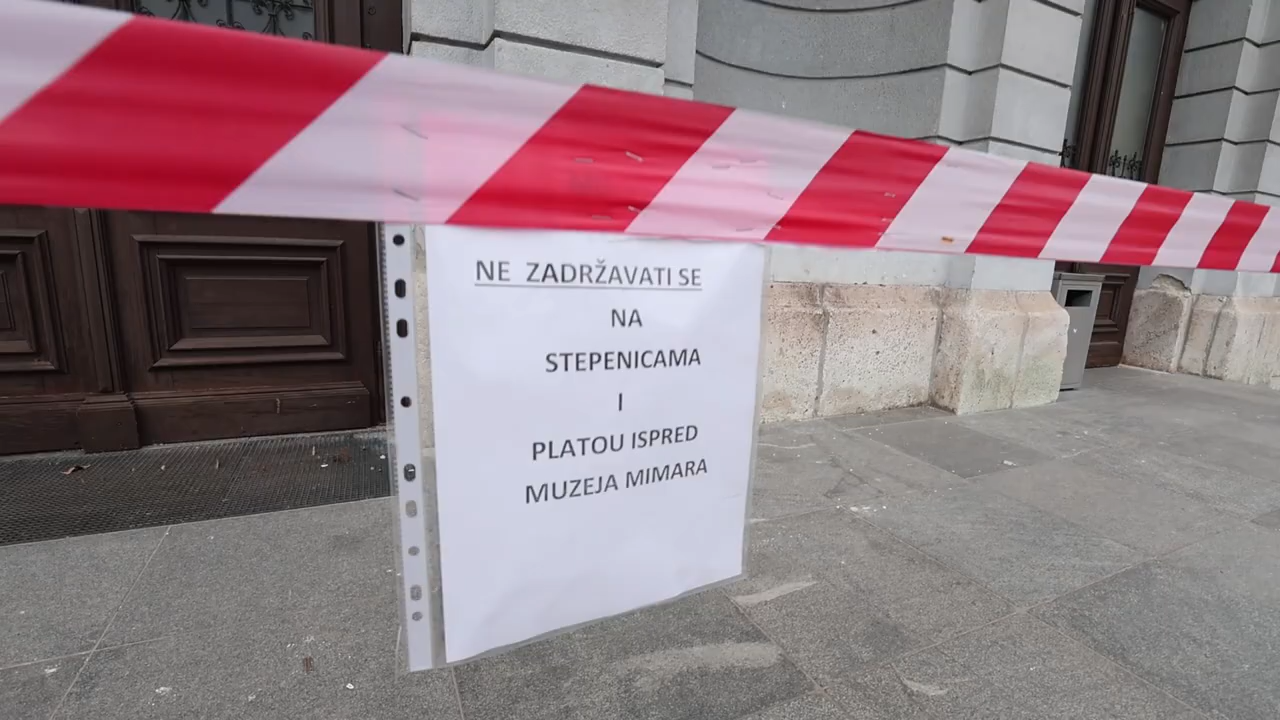 NE ZADRŽAVATI SE
NA
STEPENICAMA
I
PLATOU ISPRED
MUZEJA MIMARA